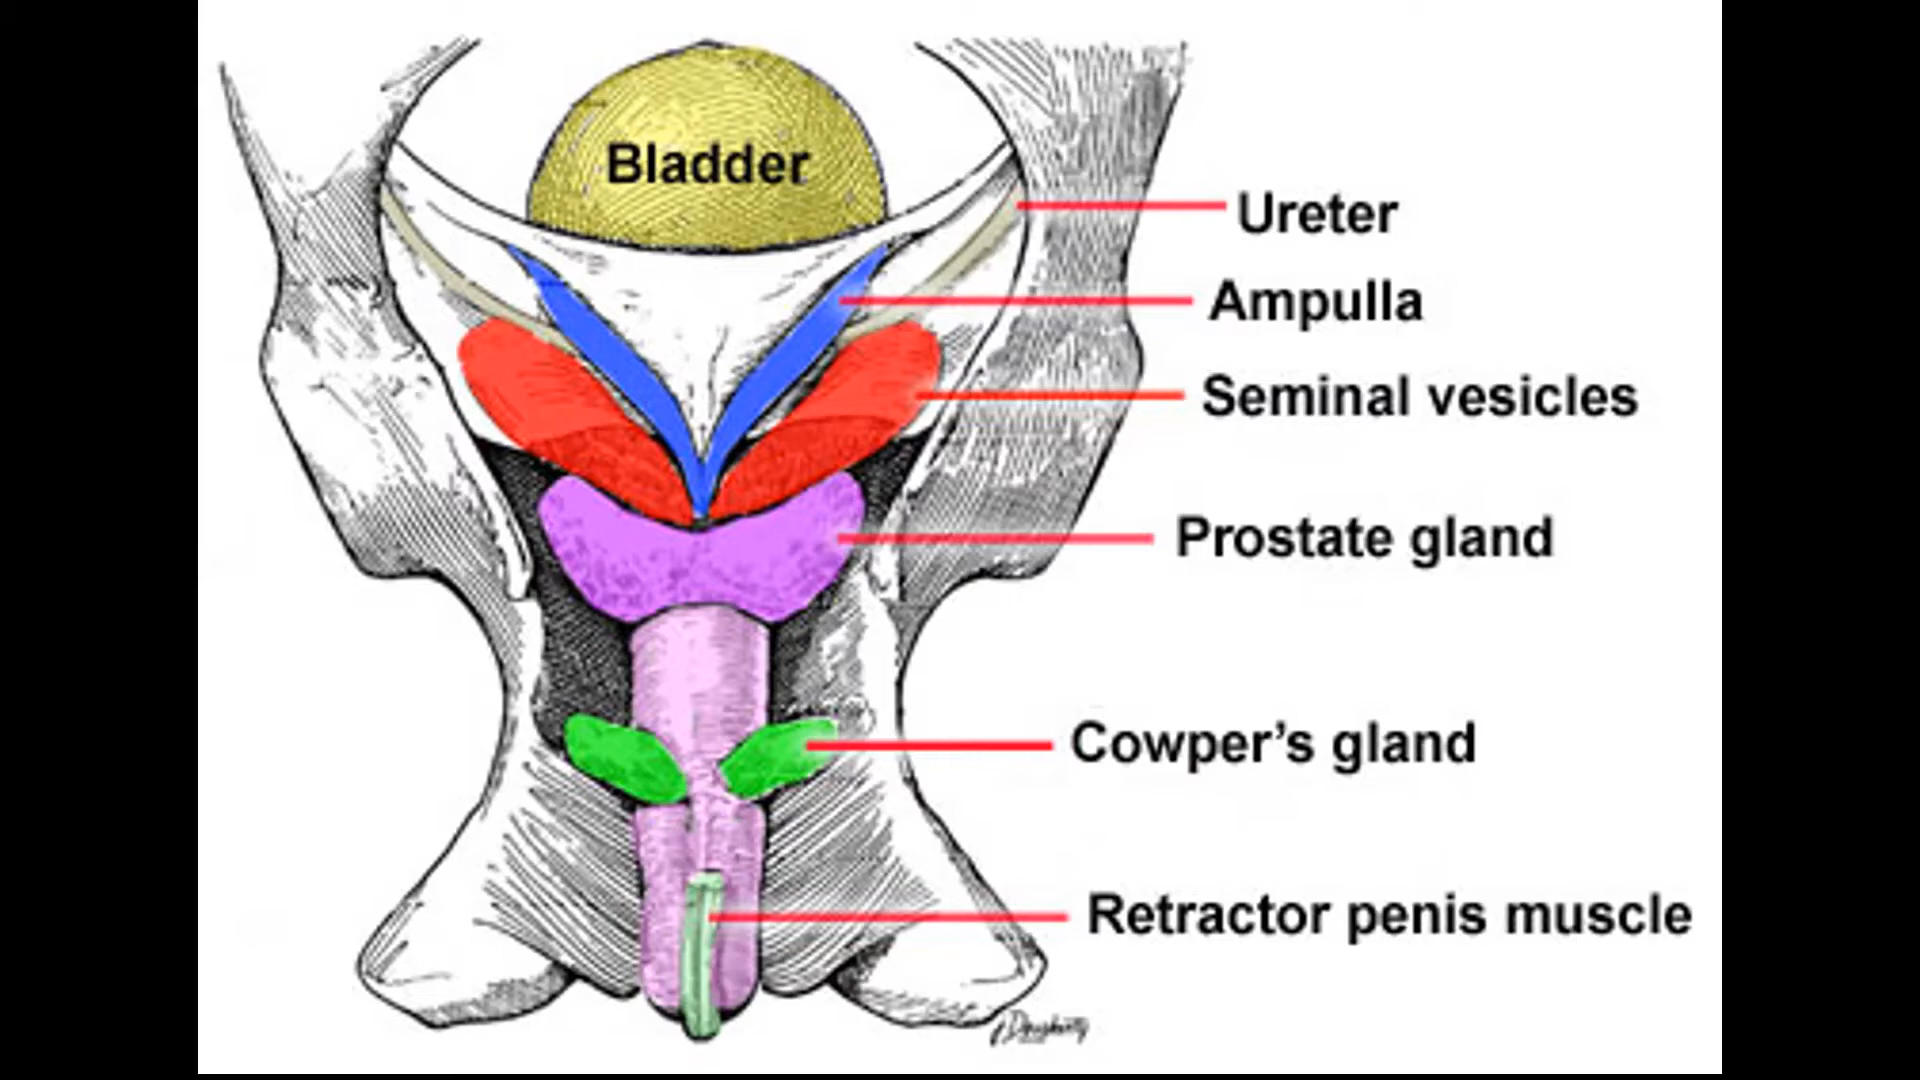 Bladder
Ureter
Ampulla
Seminal vesicles
Prostate gland
Cowper’s gland
Retractor penis muscle